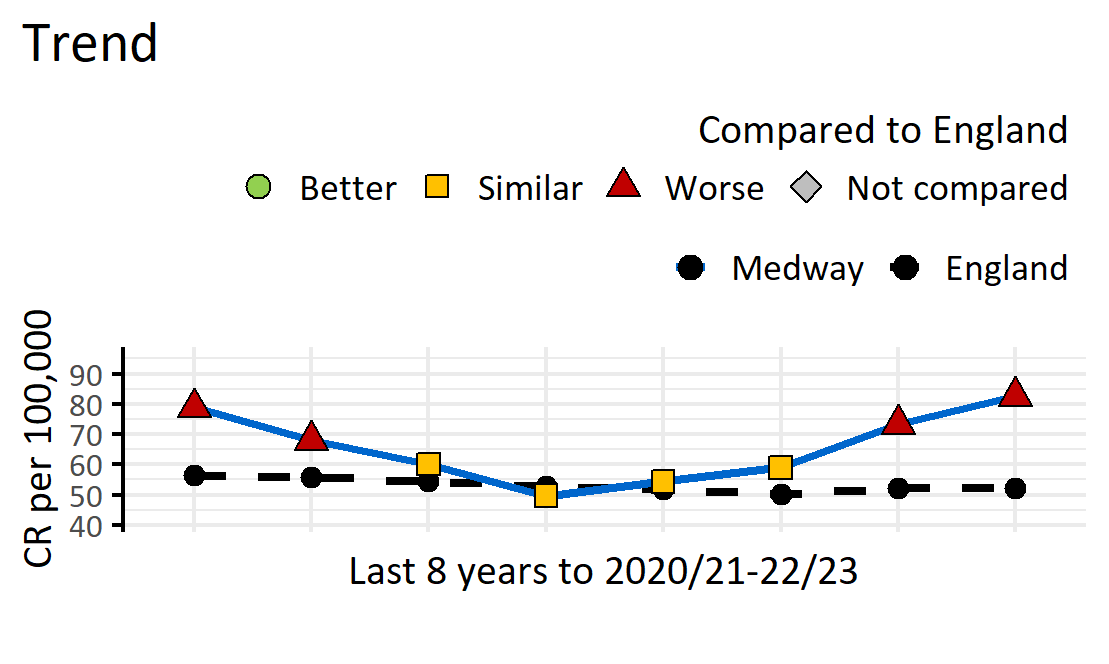 Trend
Compared to England
Better Similar Worse Not compared
Medway England
CR per 100,000
90
80
70
60
50
40
Last 8 years to 2020/21-22/23